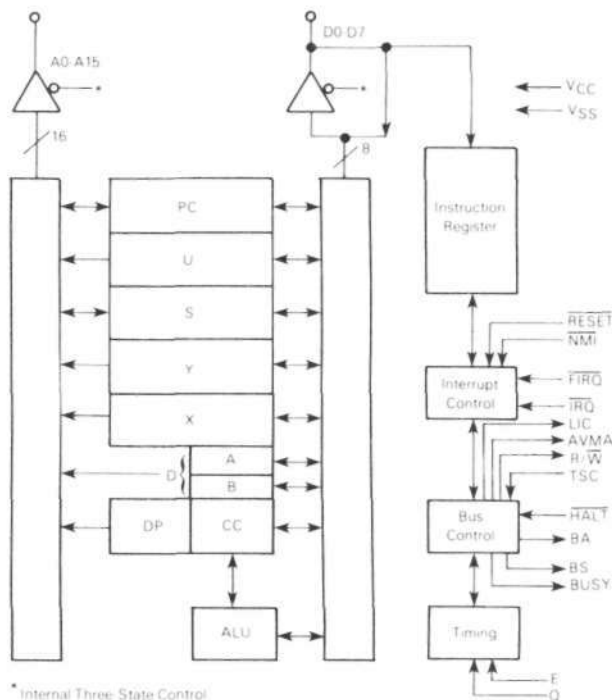 A0-A15
D0-D7
*
*
VCC
VSS
16
8
PC
U
S
Y
X
D {
A
B
DP
CC
ALU
Instruction
Register
RESET
NMI
Interrupt
Control
FIRQ
IRQ
LIC
AVMA
R/W
TSC
Bus
Control
HALT
BA
BS
BUSY
Timing
E
Q
* Internal Three-State Control